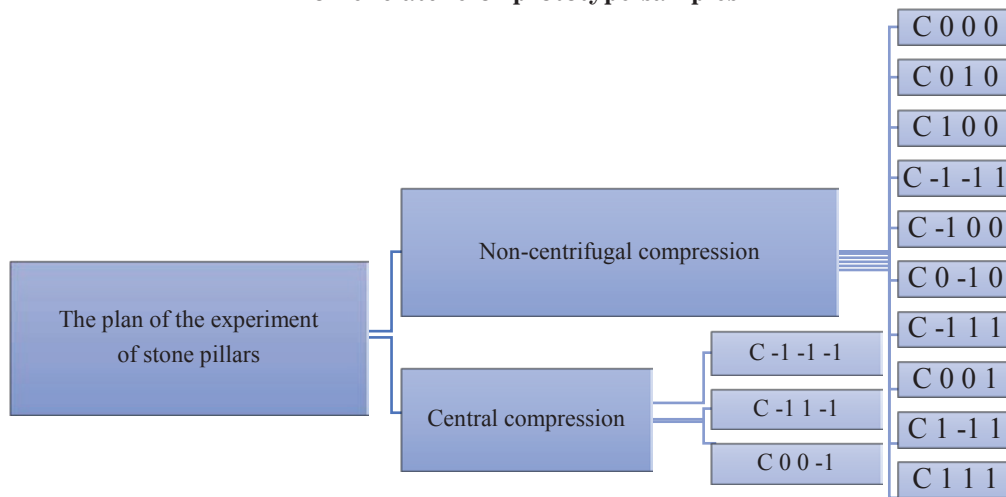 C 0 0 0
C 0 1 0
C 1 0 0
C -1 -1 1
C -1 0 0
C 0 -1 0
C -1 1 1
C 0 0 1
C 1 -1 1
C 1 1 1
Non-centrifugal compression
The plan of the experiment
of stone pillars
Central compression
C -1 -1 -1
C -1 1 -1
C 0 0 -1